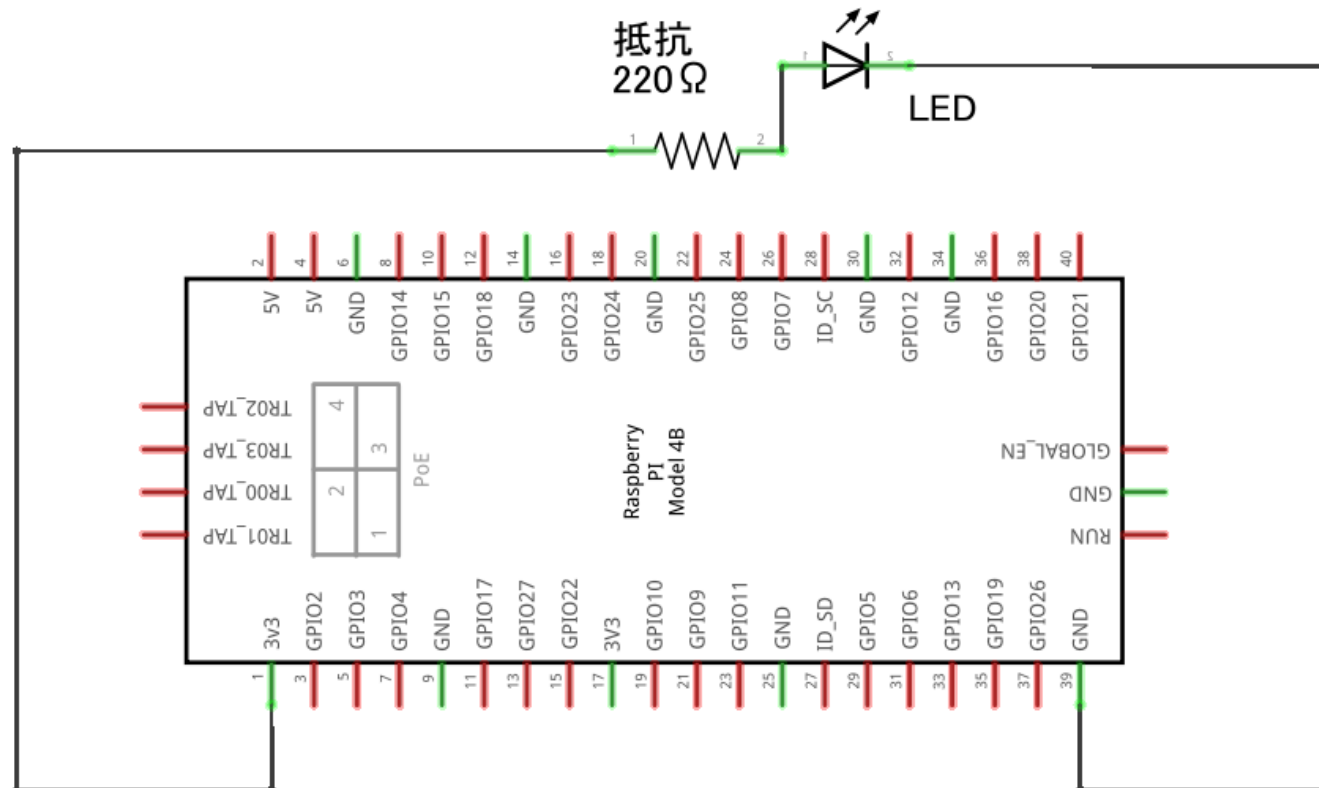 抵抗
220Ω
1
2
1
2
LED
2
4
6
8
10
12
14
16
18
20
22
24
26
28
30
32
34
36
38
40
5V
5V
GND
GPIO14
GPIO15
GPIO18
GND
GPIO23
GPIO24
GND
GPIO25
GPIO8
GPIO7
ID_SC
GND
GPIO12
GND
GPIO16
GPIO20
GPIO21
TR02_TAP
TR03_TAP
TR00_TAP
TR01_TAP
4
3
2
1
PoE
Raspberry
PI
Model 4B
GLOBAL_EN
GND
RUN
3v3
GPIO2
GPIO3
GPIO4
GND
GPIO17
GPIO27
GPIO22
3V3
GPIO10
GPIO9
GPIO11
GND
ID_SD
GPIO5
GPIO6
GPIO13
GPIO19
GPIO26
GND
1
3
5
7
9
11
13
15
17
19
21
23
25
27
29
31
33
35
37
39